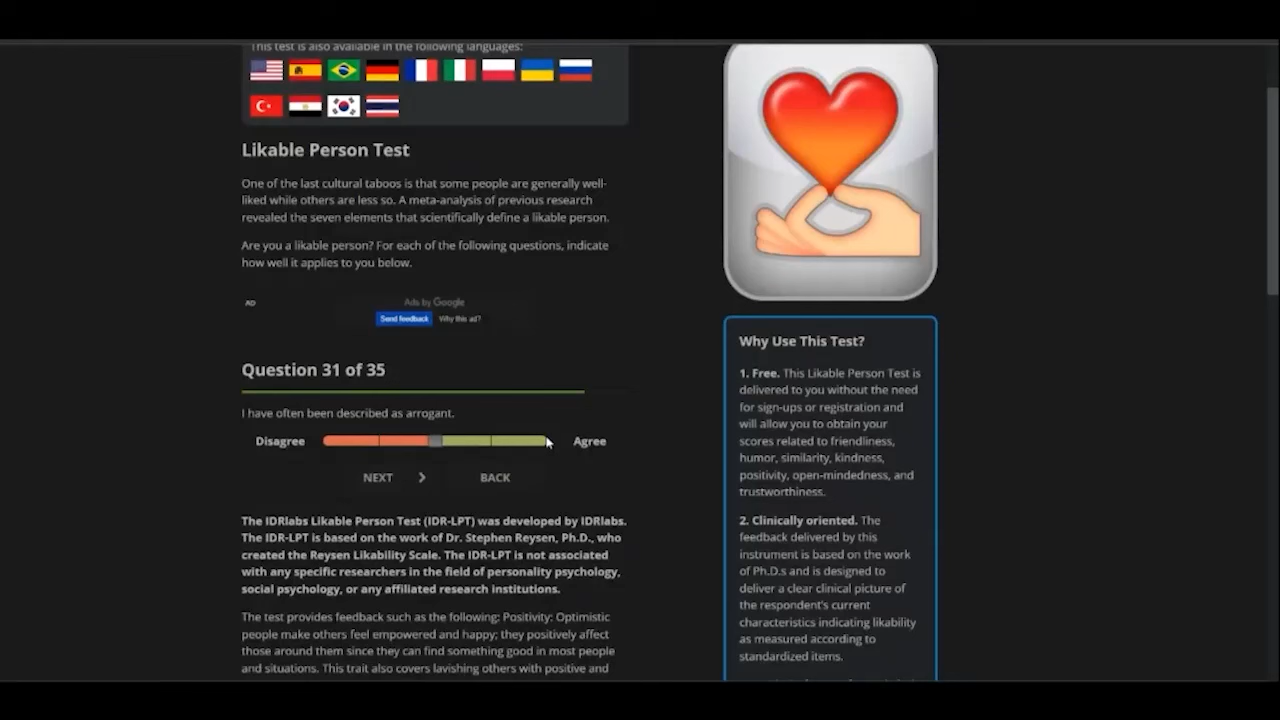 This test is also available in the following languages:
Likable Person Test
One of the last cultural taboos is that some people are generally well-
liked while others are less so. A meta-analysis of previous research
revealed the seven elements that scientifically define a likable person.
Are you a likable person? For each of the following questions, indicate
how well it applies to you below.
AD
Ads by Google
Send feedback Why this ad?
Question 31 of 35
I have often been described as arrogant.
Disagree Agree
NEXT BACK
The IDRlabs Likable Person Test (IDR-LPT) was developed by IDRlabs.
The IDR-LPT is based on the work of Dr. Stephen Reysen, Ph.D., who
created the Reysen Likability Scale. The IDR-LPT is not associated
with any specific researchers in the field of personality psychology,
social psychology, or any affiliated research institutions.
The test provides feedback such as the following: Positivity: Optimistic
people make others feel empowered and happy; they positively affect
those around them since they can find something good in most people
and situations. This trait also covers lavishing others with positive and
Why Use This Test?
1. Free. This Likable Person Test is
delivered to you without the need
for sign-ups or registration and
will allow you to obtain your
scores related to friendliness,
humor, similarity, kindness,
positivity, open-mindedness, and
trustworthiness.
2. Clinically oriented. The
feedback delivered by this
instrument is based on the work
of Ph.D.s and is designed to
deliver a clear clinical picture of
the respondent's current
characteristics indicating likability
as measured according to
standardized items.